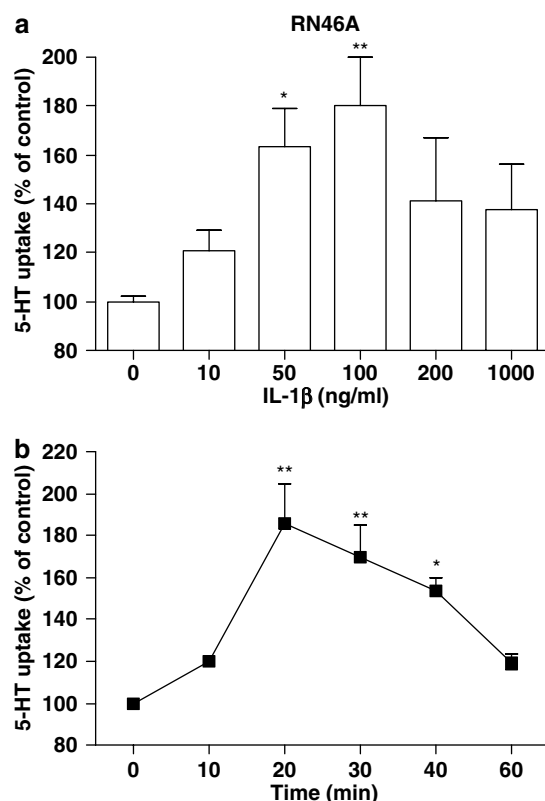 a
RN46A
5-HT uptake (% of control)
200
180
160
140
120
100
80
*
**
0 10 50 100 200 1000
IL-1β (ng/ml)
b
5-HT uptake (% of control)
220
200
180
160
140
120
100
80
**
**
*
0 10 20 30 40 60
Time (min)